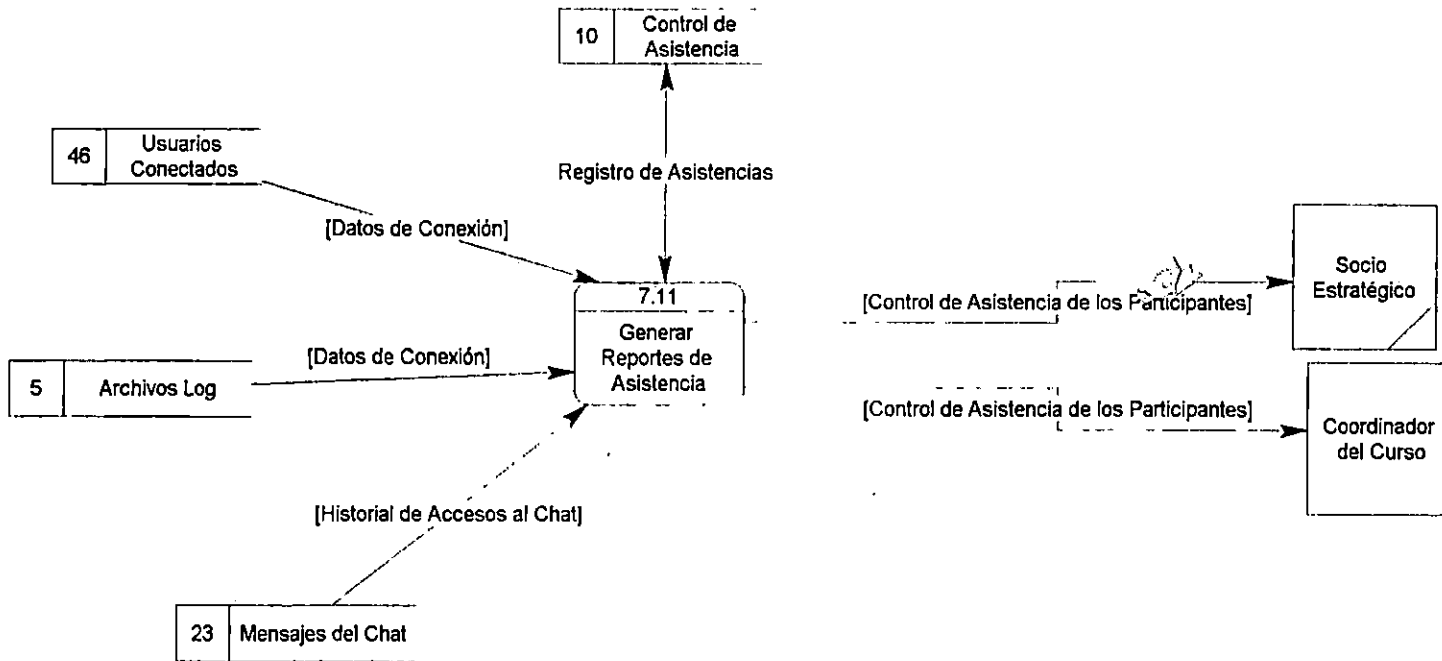 10
Control de
Asistencia
46
Usuarios
Conectados
Registro de Asistencias
[Datos de Conexión]
7.11
Generar
Reportes de
Asistencia
[Control de Asistencia de los Participantes]
Socio
Estratégico
[Datos de Conexión]
5
Archivos Log
[Control de Asistencia de los Participantes]
Coordinador
del Curso
[Historial de Accesos al Chat]
23
Mensajes del Chat